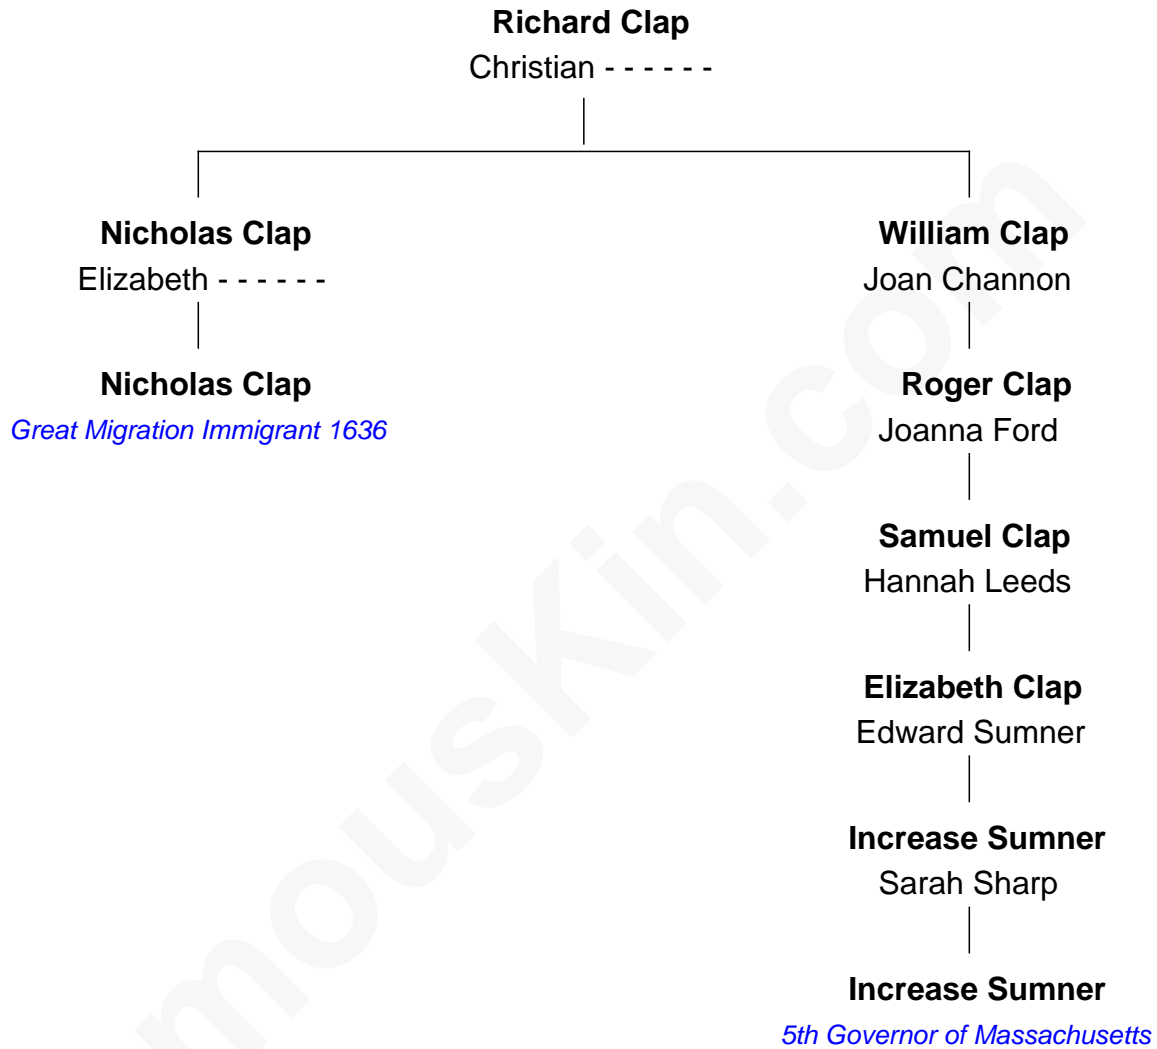 Richard Clap
Christian - - - - - -
Nicholas Clap
Elizabeth - - - - - -
Nicholas Clap
Great Migration Immigrant 1636
William Clap
Joan Channon
Roger Clap
Joanna Ford
Samuel Clap
Hannah Leeds
Elizabeth Clap
Edward Sumner
Increase Sumner
Sarah Sharp
Increase Sumner
5th Governor of Massachusetts
mouskin.com